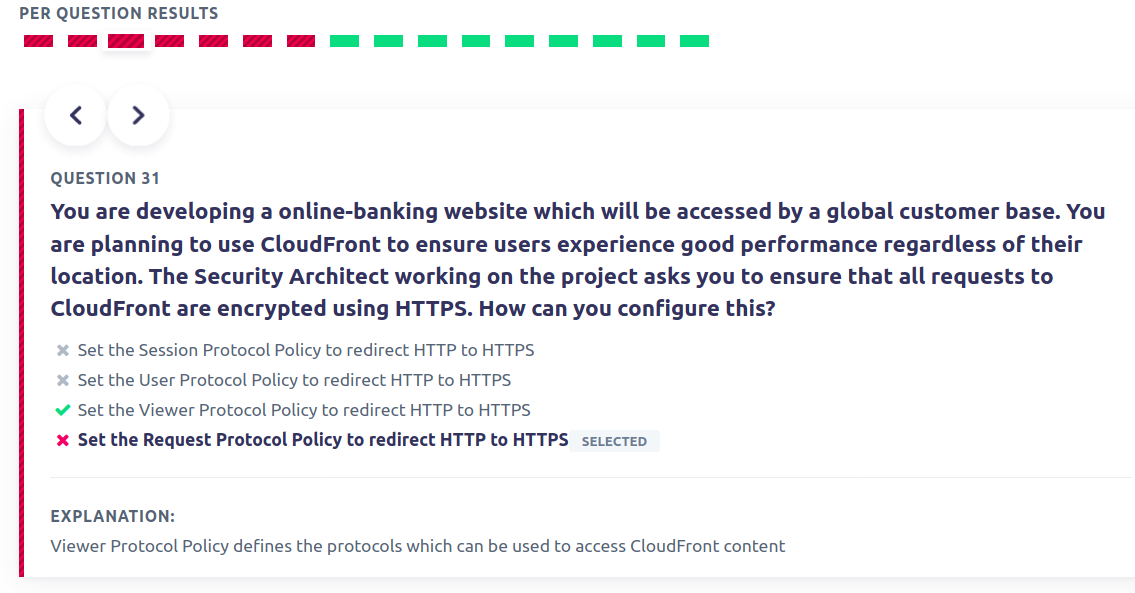 PER QUESTION RESULTS
QUESTION 31
You are developing a online-banking website which will be accessed by a global customer base. You
are planning to use CloudFront to ensure users experience good performance regardless of their
location. The Security Architect working on the project asks you to ensure that all requests to
CloudFront are encrypted using HTTPS. How can you configure this?
Set the Session Protocol Policy to redirect HTTP to HTTPS
Set the User Protocol Policy to redirect HTTP to HTTPS
Set the Viewer Protocol Policy to redirect HTTP to HTTPS
Set the Request Protocol Policy to redirect HTTP to HTTPS SELECTED
EXPLANATION:
Viewer Protocol Policy defines the protocols which can be used to access CloudFront content